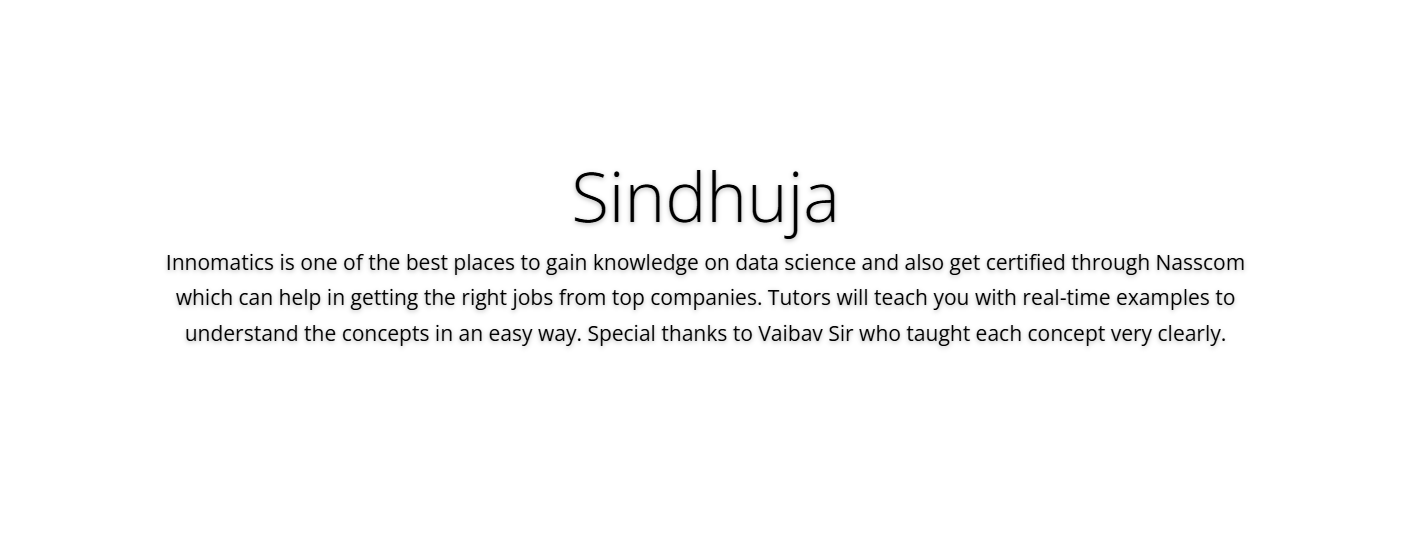 Sindhuja
Innomatics is one of the best places to gain knowledge on data science and also get certified through Nasscom
which can help in getting the right jobs from top companies. Tutors will teach you with real-time examples to
understand the concepts in an easy way. Special thanks to Vaibav Sir who taught each concept very clearly.